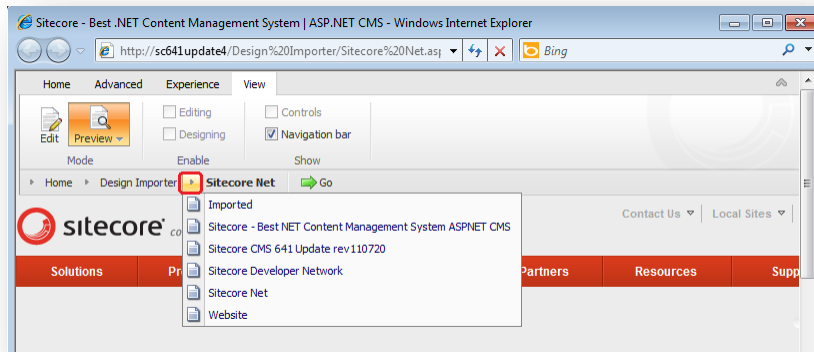 Sitecore - Best .NET Content Management System | ASP.NET CMS - Windows Internet Explorer
http://sc641update4/Design%20Importer/Sitecore%20Net.as
Bing
Home Advanced Experience View
Editing Controls
Edit Preview Designing Navigation bar
Mode Enable Show
Home Design Importer Sitecore Net Go
Imported
sitecore Sitecore - Best NET Content Management System ASPNET CMS Contact Us Local Sites
Sitecore CMS 641 Update rev110720
Solutions Sitecore Developer Network Partners Resources Supp
Sitecore Net
Website